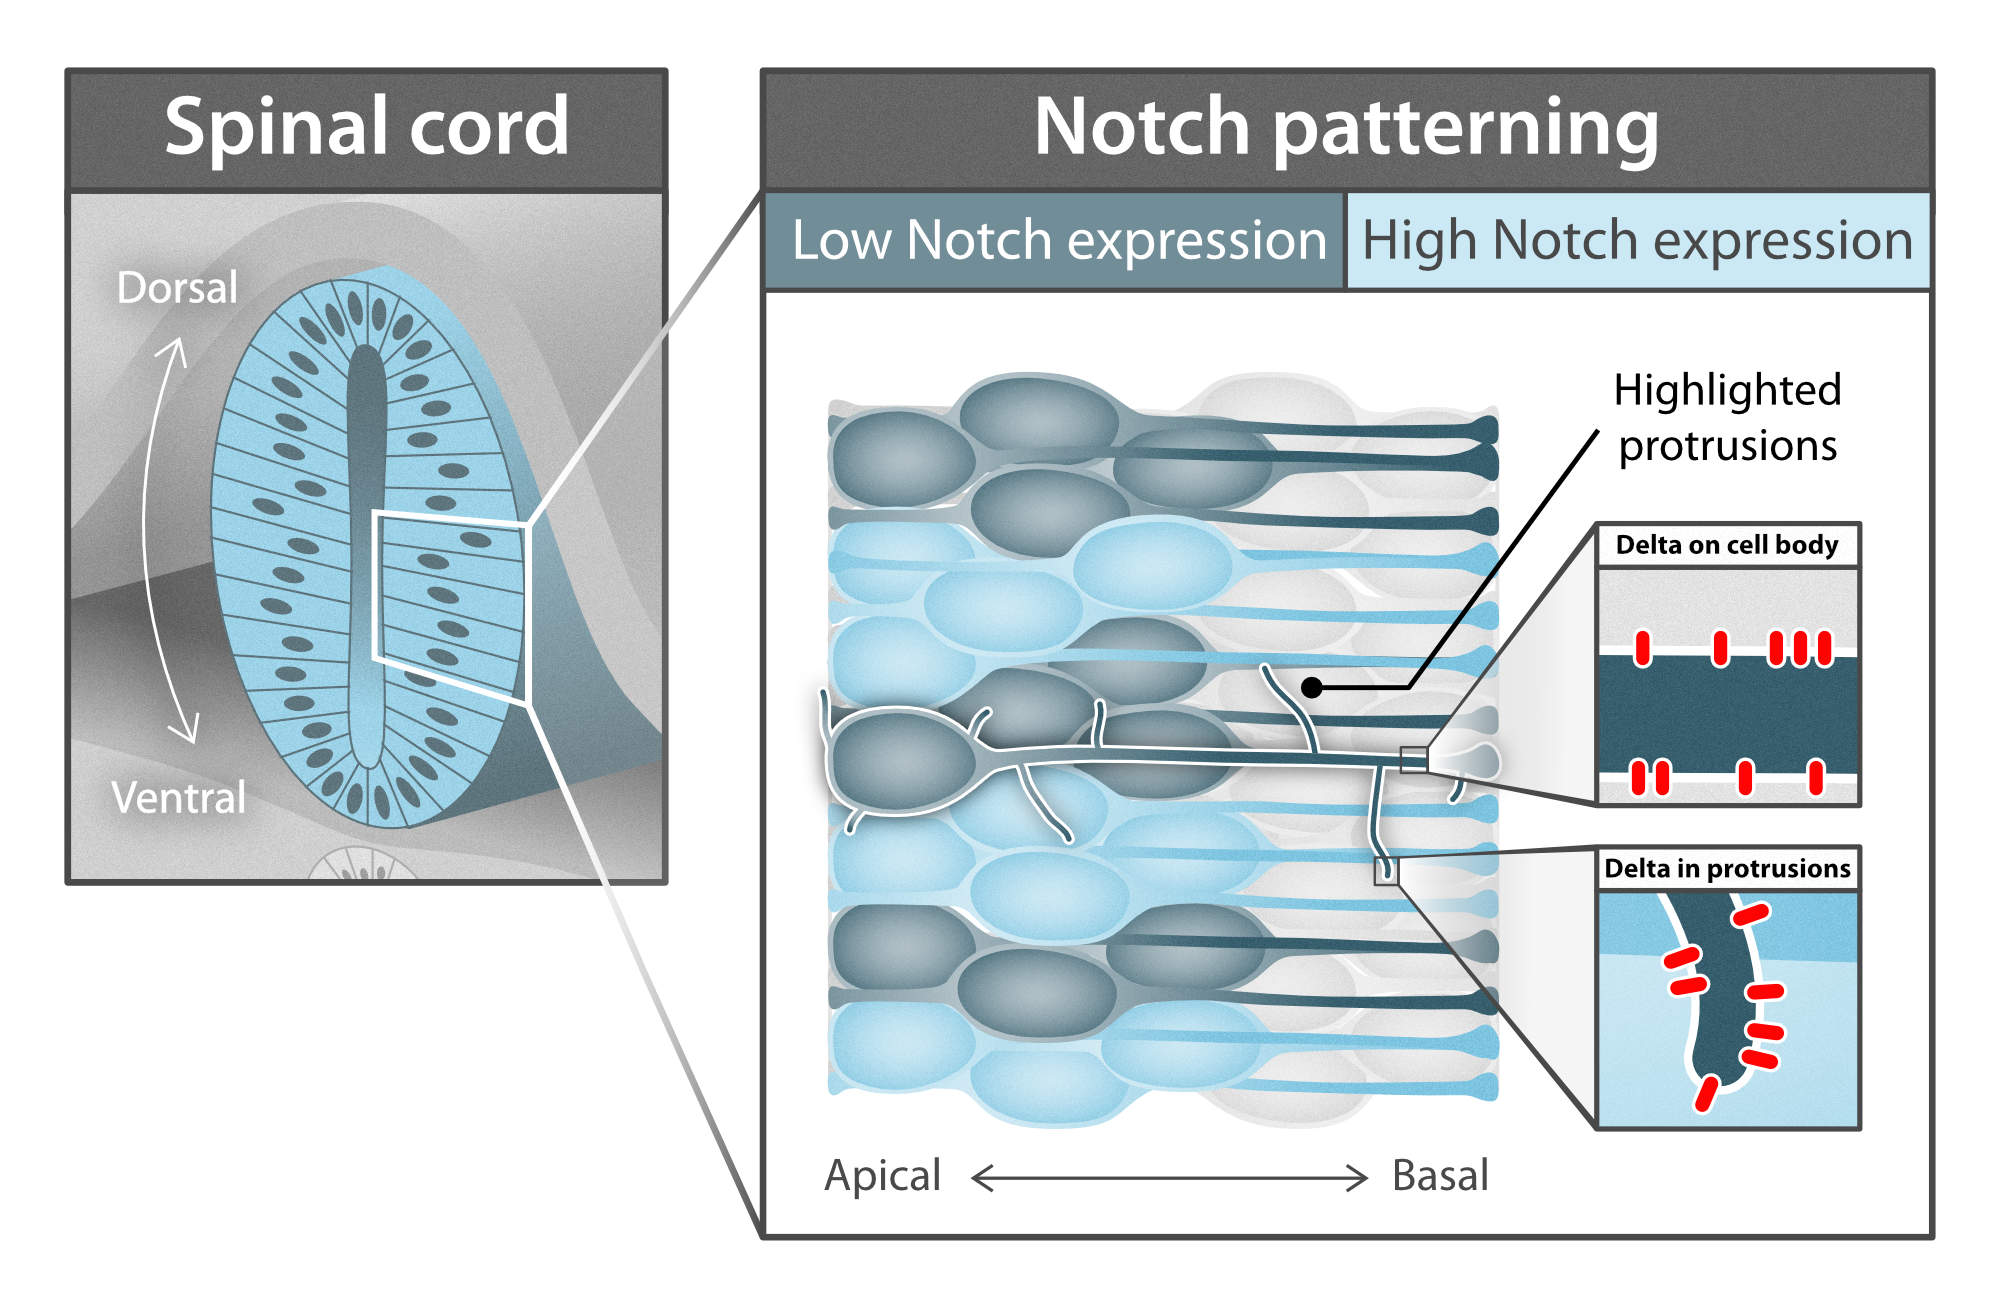 Spinal cord
Dorsal
Ventral
Notch patterning
Low Notch expression
High Notch expression
Highlighted
protrusions
Delta on cell body
Delta in protrusions
Apical
Basal